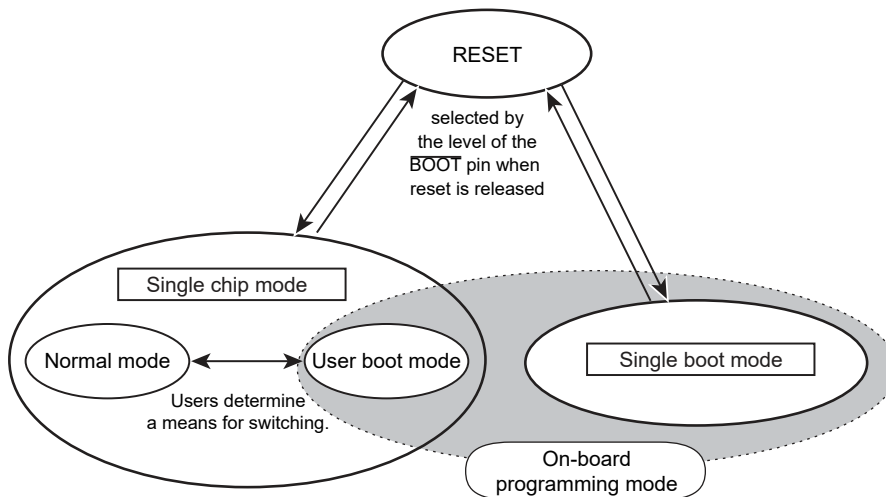 RESET
selected by
the level of the
BOOT pin when
reset is released
Single chip mode
Normal mode
User boot mode
Single boot mode
Users determine
a means for switching.
On-board
programming mode